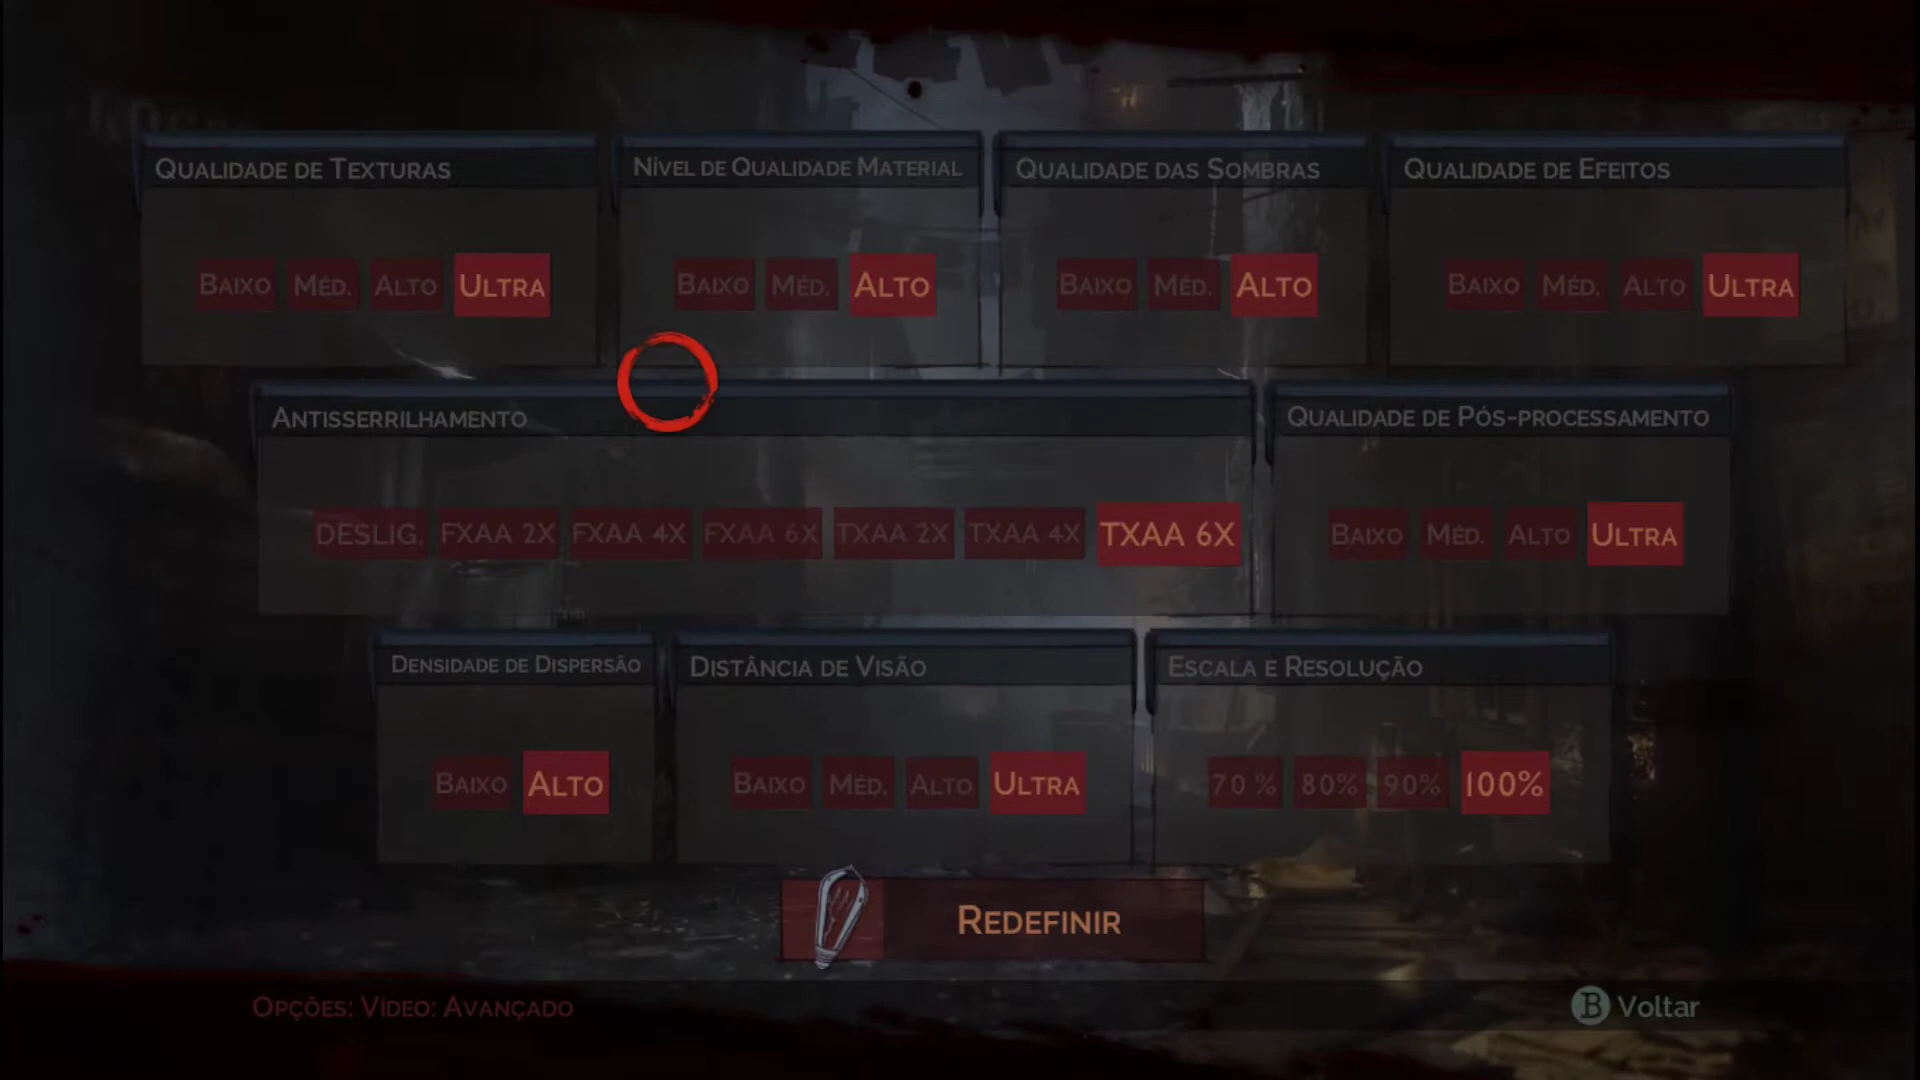 Qualidade de Texturas
Baixo Méd. Alto Ultra
Nível de Qualidade Material
Baixo Méd. Alto
Qualidade das Sombras
Baixo Méd. Alto
Qualidade de Efeitos
Baixo Méd. Alto Ultra
Antisserrilhamento
Deslig. FXAA 2X FXAA 4X FXAA 6X TXAA 2X TXAA 4X TXAA 6X
Qualidade de Pós-processamento
Baixo Méd. Alto Ultra
Densidade de Dispersão
Baixo Alto
Distância de Visão
Baixo Méd. Alto Ultra
Escala e Resolução
70% 80% 90% 100%
Redefinir
Opções: Vídeo: Avançado
B Voltar